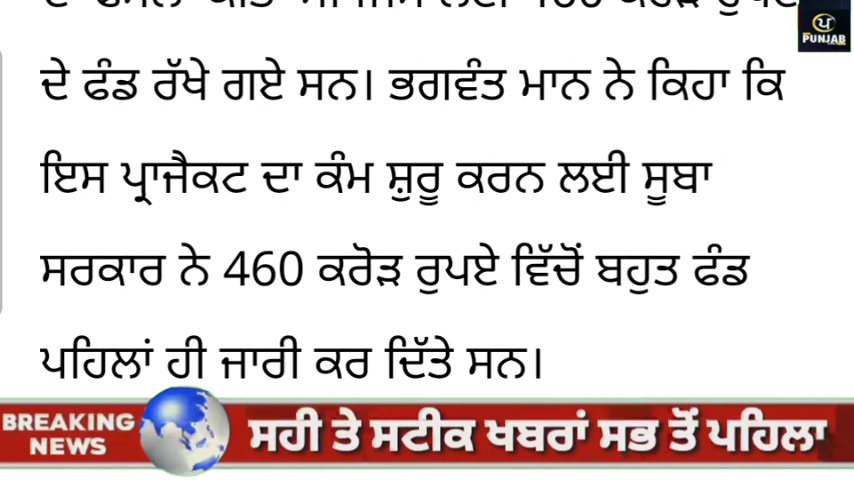 ਪ
PUNJAB
ਦੇ ਫੰਡ ਰੱਖੇ ਗਏ ਸਨ। ਭਗਵੰਤ ਮਾਨ ਨੇ ਕਿਹਾ ਕਿ
ਇਸ ਪ੍ਰਾਜੈਕਟ ਦਾ ਕੰਮ ਸ਼ੁਰੂ ਕਰਨ ਲਈ ਸੂਬਾ
ਸਰਕਾਰ ਨੇ 460 ਕਰੋੜ ਰੁਪਏ ਵਿੱਚੋਂ ਬਹੁਤ ਫੰਡ
ਪਹਿਲਾਂ ਹੀ ਜਾਰੀ ਕਰ ਦਿੱਤੇ ਸਨ।
BREAKING
NEWS
ਸਹੀ ਤੇ ਸਟੀਕ ਖਬਰਾਂ ਸਭ ਤੋਂ ਪਹਿਲਾ